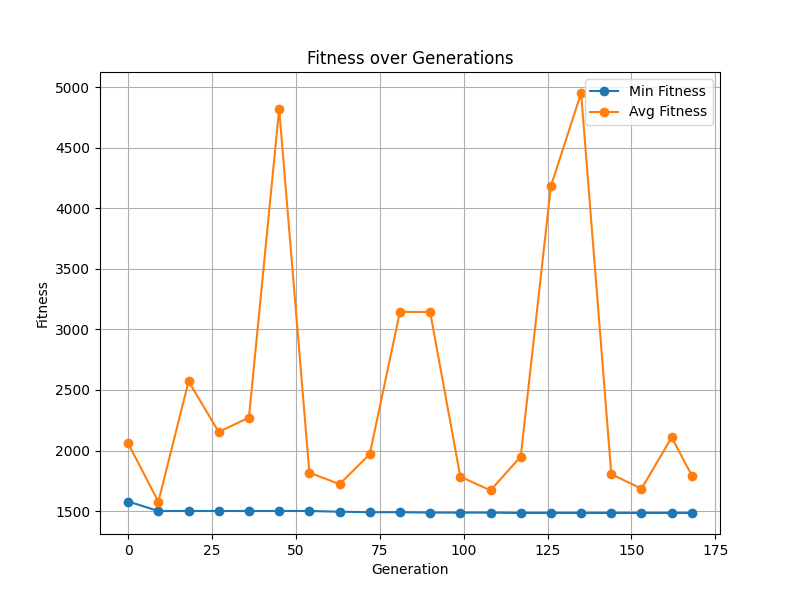 Fitness over Generations
Min Fitness
Avg Fitness
5000
4500
4000
3500
3000
2500
2000
1500
Fitness
0 25 50 75 100 125 150 175
Generation